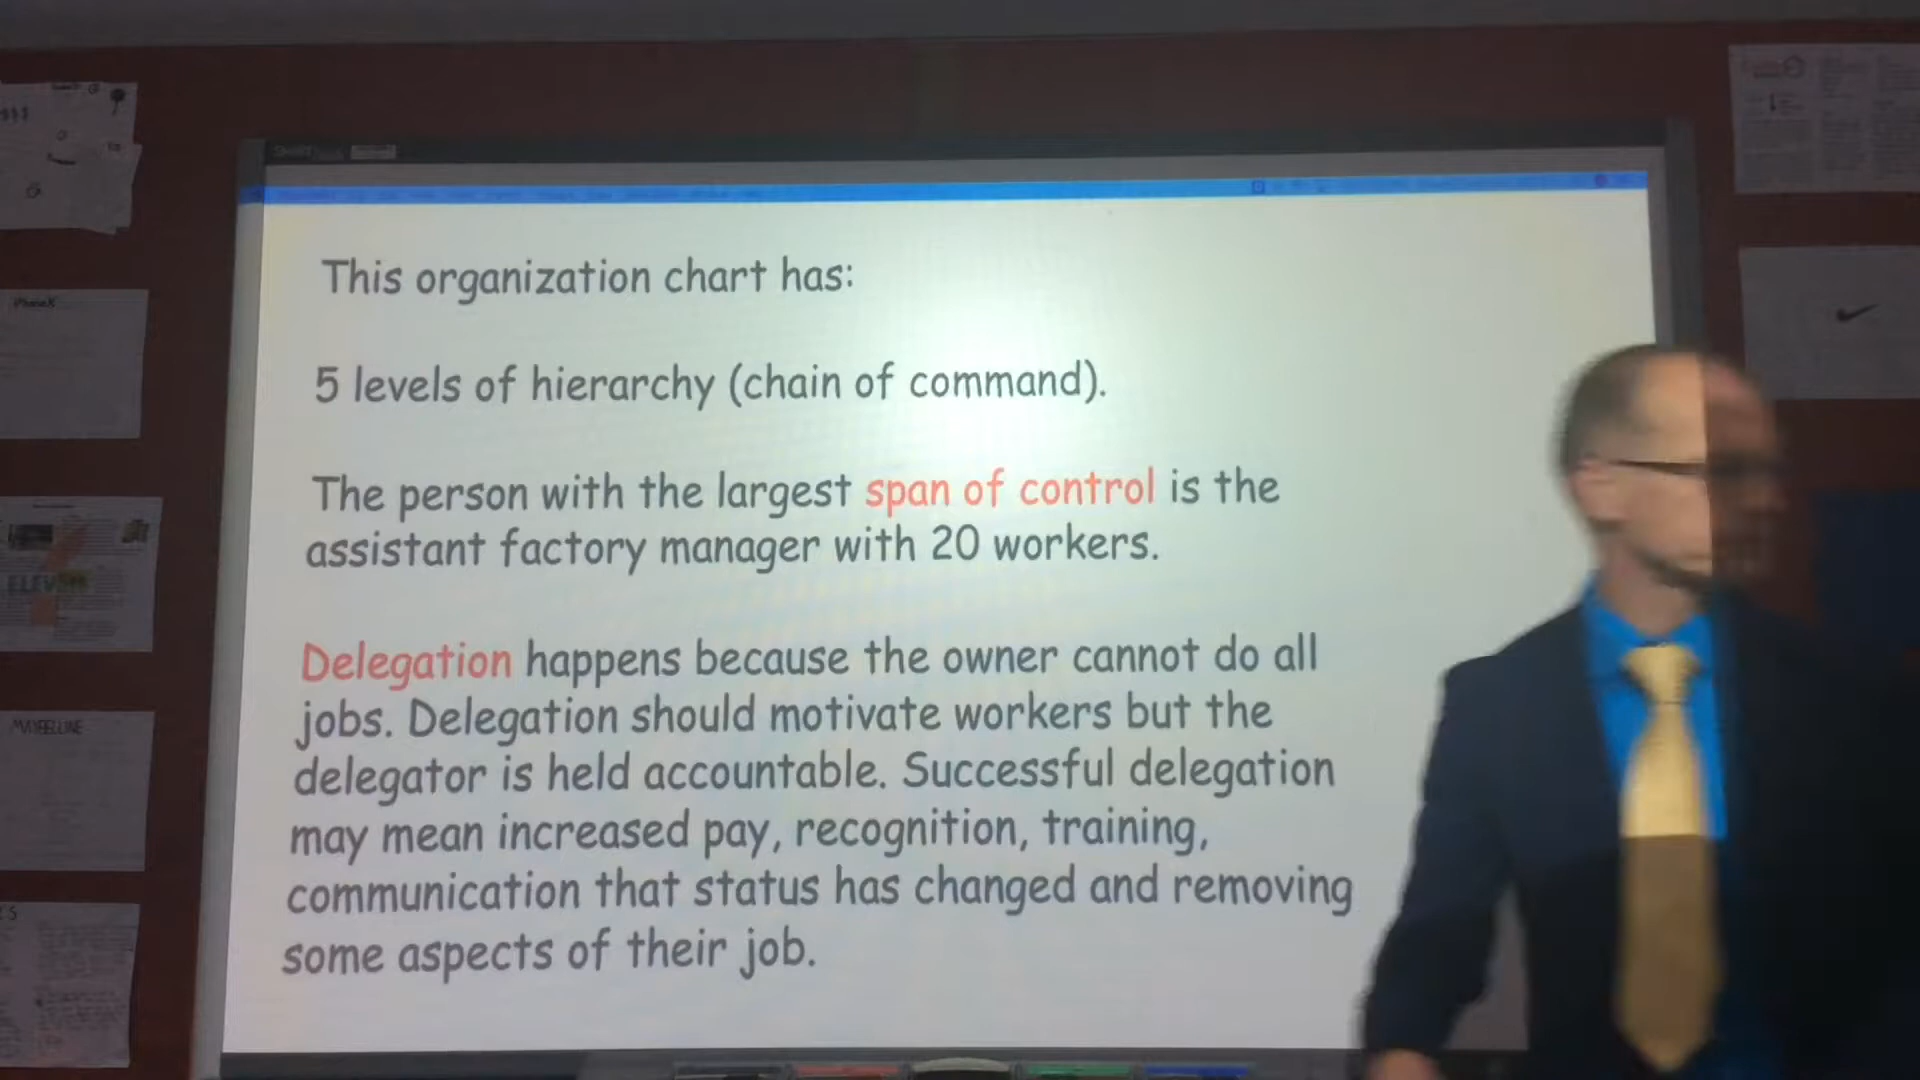 This organization chart has:
5 levels of hierarchy (chain of command).
The person with the largest span of control is the
assistant factory manager with 20 workers.
Delegation happens because the owner cannot do all
jobs. Delegation should motivate workers but the
delegator is held accountable. Successful delegation
may mean increased pay, recognition, training,
communication that status has changed and removing
some aspects of their job.
$$$
iPhone X
MAYBELLINE